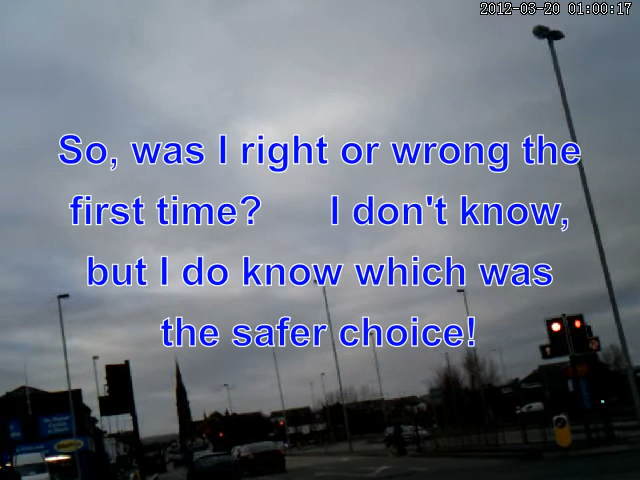 2012-03-20 01:00:17
So, was I right or wrong the
first time? I don't know,
but I do know which was
the safer choice!